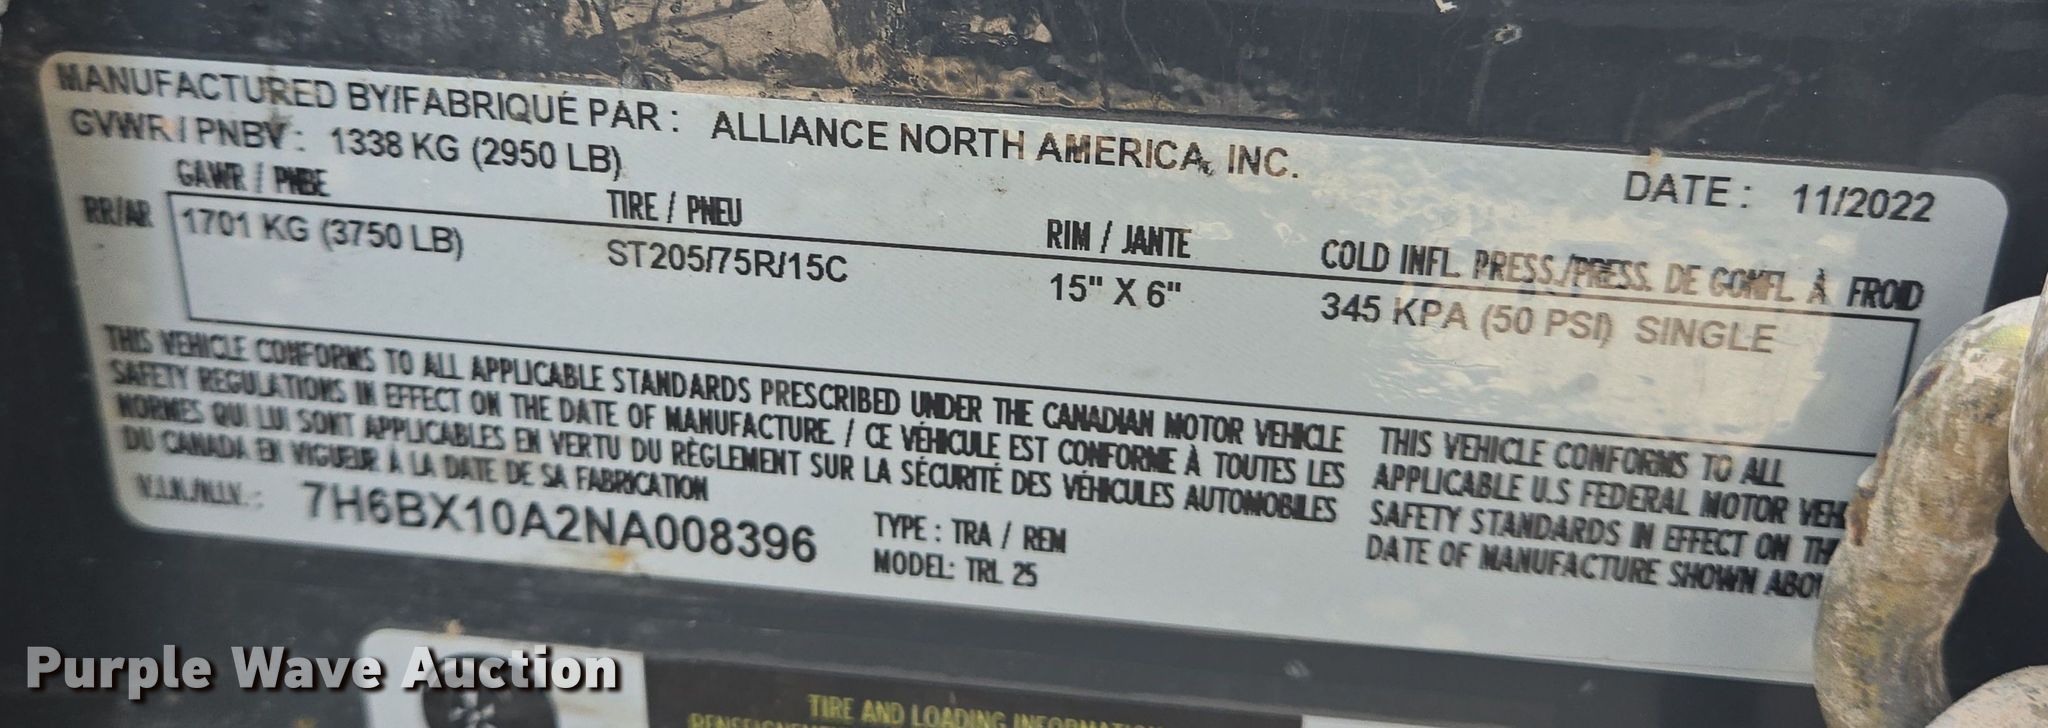 MANUFACTURED BY/FABRIQUÉ PAR : ALLIANCE NORTH AMERICA, INC. DATE : 11/2022
GVWR / PNBV : 1338 KG (2950 LB)
GAWR / PNBE TIRE / PNEU RIM / JANTE COLD INFL. PRESS./PRESS. DE GONFL. À FROID
RR/AR 1701 KG (3750 LB) ST205/75R/15C 15" X 6" 345 KPA (50 PSI) SINGLE
THIS VEHICLE CONFORMS TO ALL APPLICABLE STANDARDS PRESCRIBED UNDER THE CANADIAN MOTOR VEHICLE
SAFETY REGULATIONS IN EFFECT ON THE DATE OF MANUFACTURE / CE VÉHICULE EST CONFORME À TOUTES LES
NORMES QUI LUI SONT APPLICABLES EN VERTU DU RÈGLEMENT SUR LA SÉCURITÉ DES VÉHICULES AUTOMOBILES
DU CANADA EN VIGUEUR À LA DATE DE SA FABRICATION
THIS VEHICLE CONFORMS TO ALL
APPLICABLE U.S FEDERAL MOTOR VEH
SAFETY STANDARDS IN EFFECT ON TH
DATE OF MANUFACTURE SHOWN ABO
V.I.N./N.I.V. : 7H6BX10A2NA008396
TYPE : TRA / REM
MODEL: TRL 25
Purple Wave Auction
TIRE AND LOADING INFORMATION